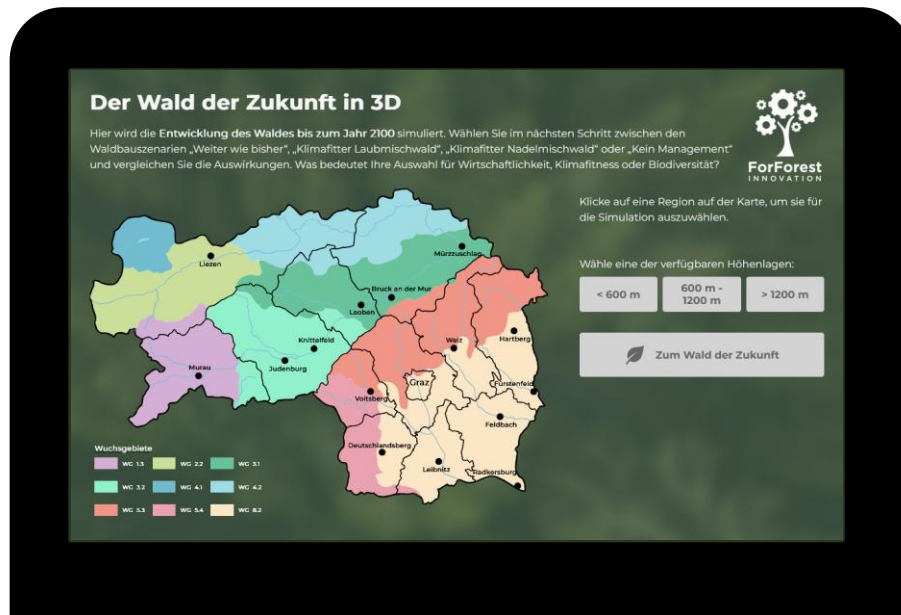 Der Wald der Zukunft in 3D
Hier wird die Entwicklung des Waldes bis zum Jahr 2100 simuliert. Wählen Sie im nächsten Schritt zwischen den
Waldbauszenarien „Weiter wie bisher“, „Klimafitter Laubmischwald“, „Klimafitter Nadelmischwald“ oder „Kein Management“
und vergleichen Sie die Auswirkungen. Was bedeutet Ihre Auswahl für Wirtschaftlichkeit, Klimafitness oder Biodiversität?
ForForest
INNOVATION
Klicke auf eine Region auf der Karte, um sie für
die Simulation auszuwählen.
Wähle eine der verfügbaren Höhenlagen:
< 600 m
600 m -
1200 m
> 1200 m
Zum Wald der Zukunft
Liezen
Mürzzuschlag
Bruck an der Mur
Leoben
Knittelfeld
Judenburg
Murau
Hartberg
Weiz
Graz
Fürstenfeld
Voitsberg
Feldbach
Deutschlandsberg
Leibnitz
Radkersburg
Wuchsgebiete
WG 1.3
WG 2.2
WG 3.1
WG 3.2
WG 4.1
WG 4.2
WG 5.3
WG 5.4
WG 8.2